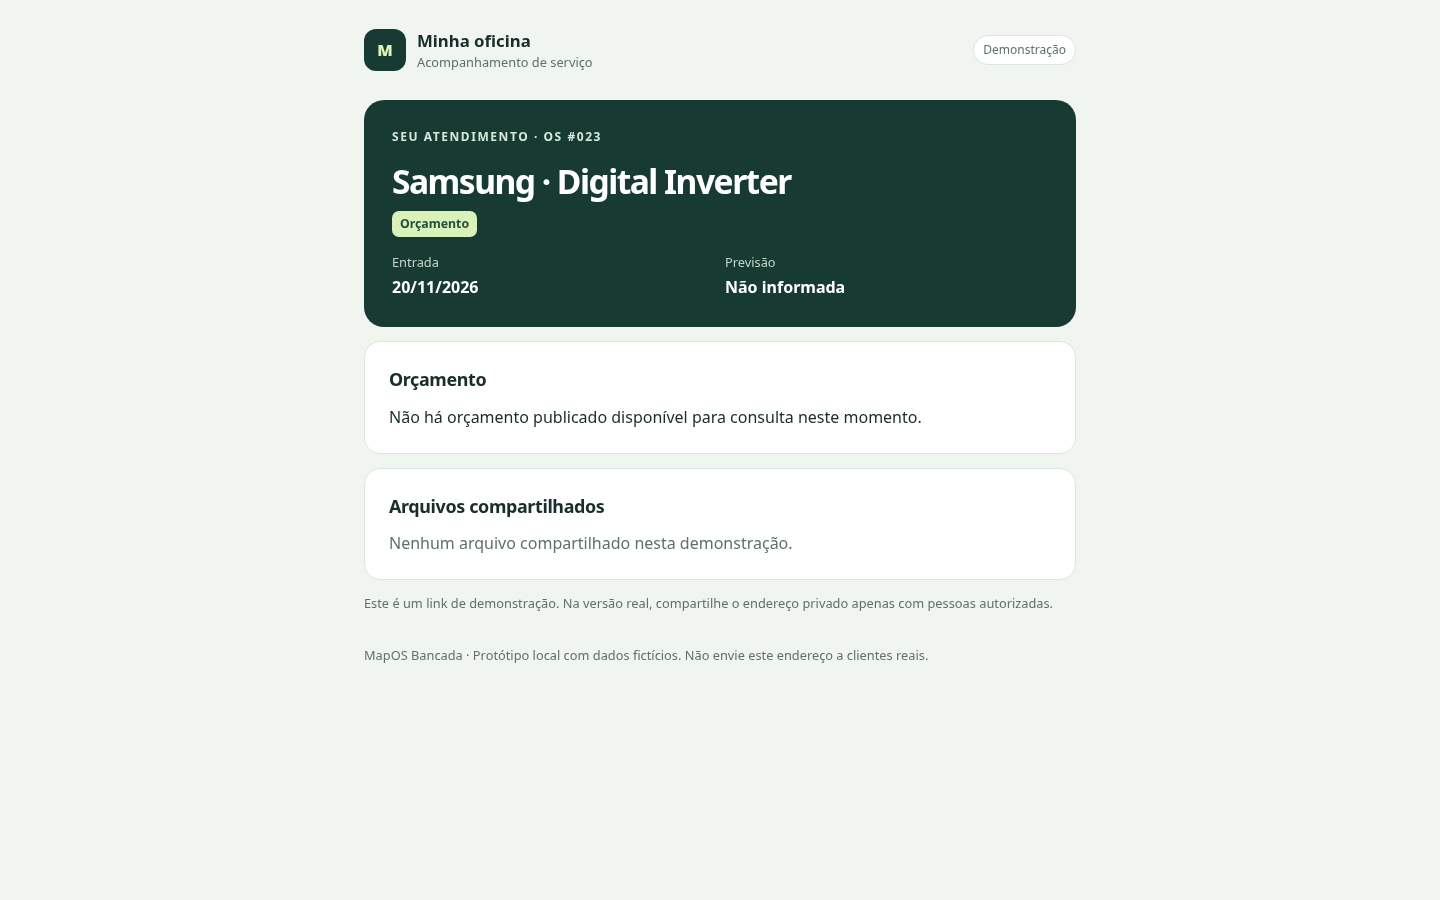 M
Minha oficina
Acompanhamento de serviço
Demonstração
SEU ATENDIMENTO · OS #023
Samsung · Digital Inverter
Orçamento
Entrada
20/11/2026
Previsão
Não informada
Orçamento
Não há orçamento publicado disponível para consulta neste momento.
Arquivos compartilhados
Nenhum arquivo compartilhado nesta demonstração.
Este é um link de demonstração. Na versão real, compartilhe o endereço privado apenas com pessoas autorizadas.
MapOS Bancada · Protótipo local com dados fictícios. Não envie este endereço a clientes reais.